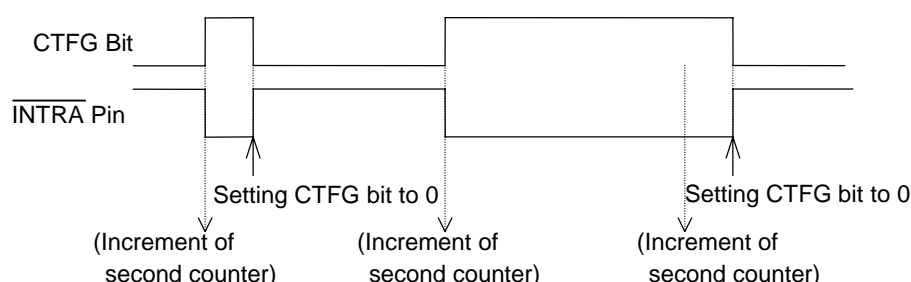 CTFG Bit
INTRA Pin
Setting CTFG bit to 0
Setting CTFG bit to 0
(Increment of
second counter)
(Increment of
second counter)
(Increment of
second counter)